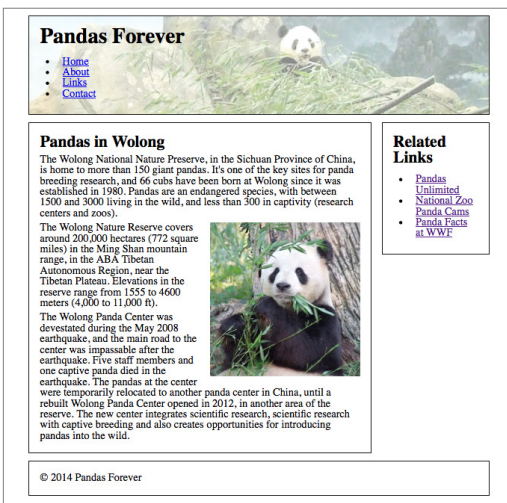 Pandas Forever
Home
About
Links
Contact
Pandas in Wolong
The Wolong National Nature Preserve, in the Sichuan Province of China,
is home to more than 150 giant pandas. It's one of the key sites for panda
breeding research, and 66 cubs have been born at Wolong since it was
established in 1980. Pandas are an endangered species, with between
1500 and 3000 living in the wild, and less than 300 in captivity (research
centers and zoos).
The Wolong Nature Reserve covers
around 200,000 hectares (772 square
miles) in the Ming Shan mountain
range, in the ABA Tibetan
Autonomous Region, near the
Tibetan Plateau. Elevations in the
reserve range from 1555 to 4600
meters (4,000 to 11,000 ft).
The Wolong Panda Center was
devestated during the May 2008
earthquake, and the main road to the
center was impassable after the
earthquake. Five staff members and
one captive panda died in the
earthquake. The pandas at the center
were temporarily relocated to another panda center in China, until a
rebuilt Wolong Panda Center opened in 2012, in another area of the
reserve. The new center integrates scientific research, scientific research
with captive breeding and also creates opportunities for introducing
pandas into the wild.
Related
Links
Pandas
Unlimited
National Zoo
Panda Cams
Panda Facts
at WWF
© 2014 Pandas Forever